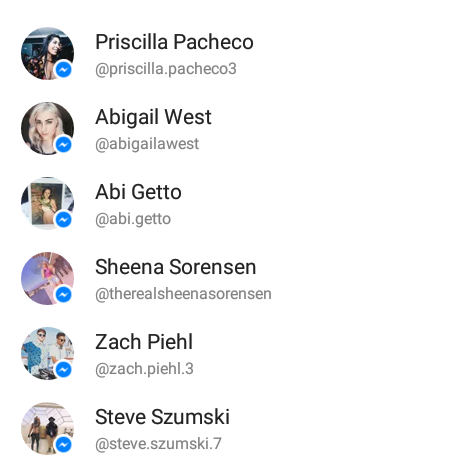 Priscilla Pacheco
@priscilla.pacheco3
Abigail West
@abigailawest
Abi Getto
@abi.getto
Sheena Sorensen
@therealsheenasorensen
Zach Piehl
@zach.piehl.3
Steve Szumski
@steve.szumski.7